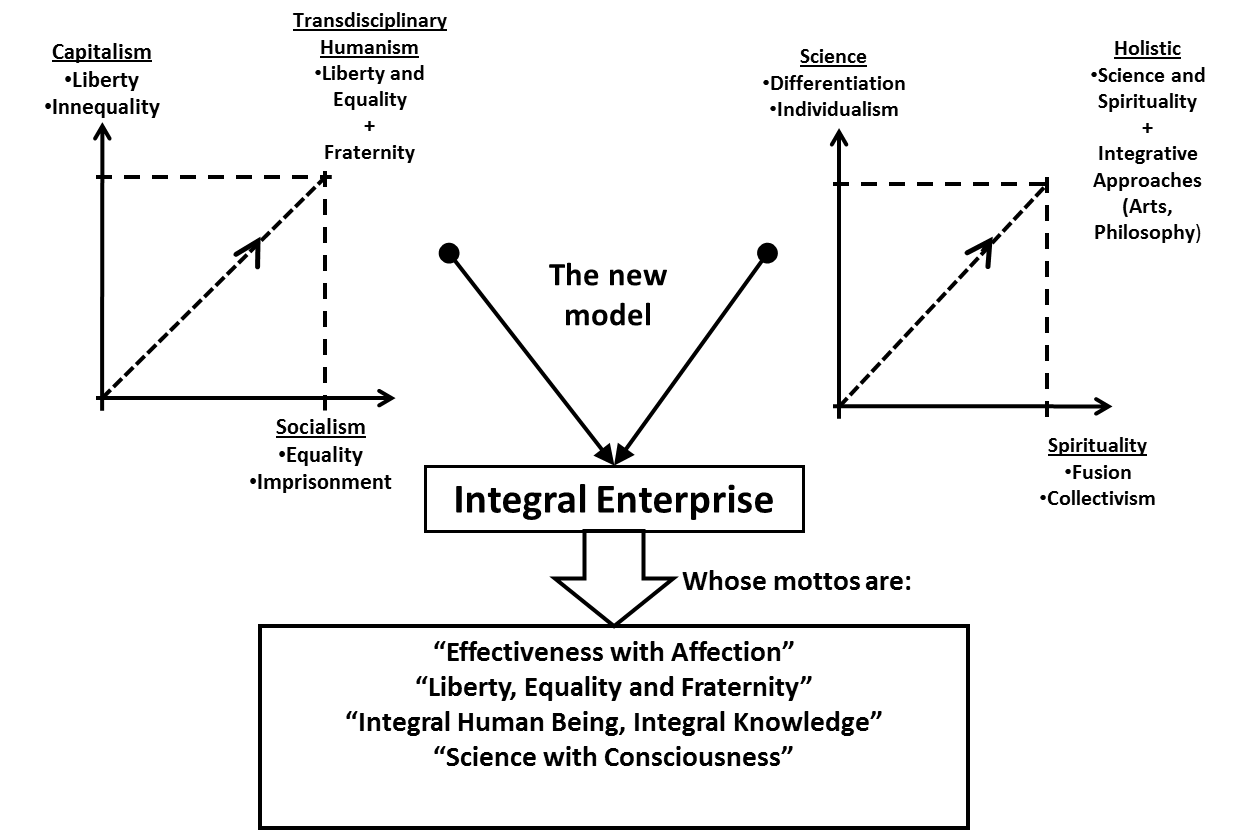 Capitalism
•Liberty
•Innequality
Transdisciplinary
Humanism
•Liberty and
Equality
+
Fraternity
Socialism
•Equality
•Imprisonment
The new
model
Science
•Differentiation
•Individualism
Holistic
•Science and
Spirituality
+
Integrative
Approaches
(Arts,
Philosophy)
Spirituality
•Fusion
•Collectivism
Integral Enterprise
Whose mottos are:
“Effectiveness with Affection”
“Liberty, Equality and Fraternity”
“Integral Human Being, Integral Knowledge”
“Science with Consciousness”